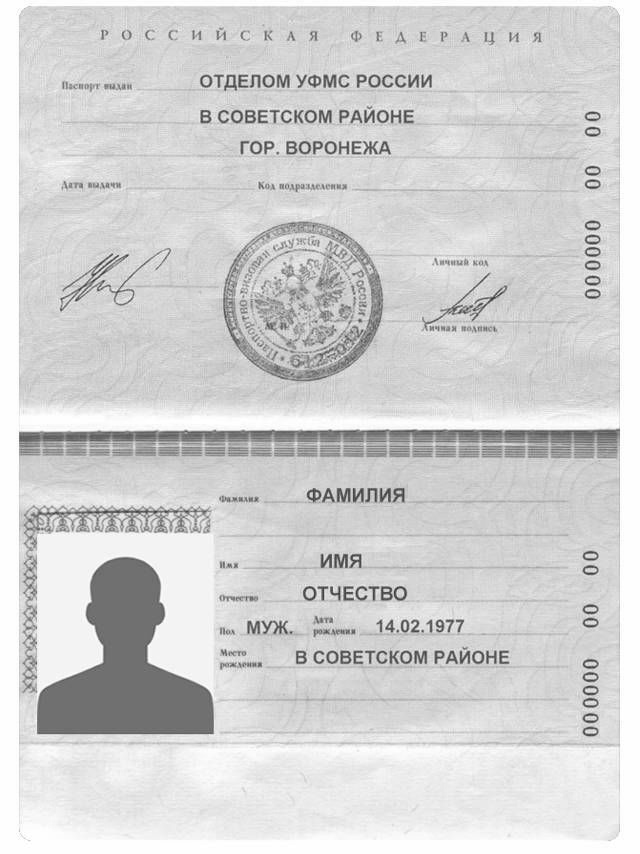 РОССИЙСКАЯ ФЕДЕРАЦИЯ
Паспорт выдан ОТДЕЛОМ УФМС РОССИИ
В СОВЕТСКОМ РАЙОНЕ
ГОР. ВОРОНЕЖА
Дата выдачи Код подразделения
00 00 000000
Личный код
Личная подпись
Паспортно-визовая служба МВД России
М.П.
Фамилия ФАМИЛИЯ
Имя ИМЯ
Отчество ОТЧЕСТВО
Пол МУЖ. Дата рождения 14.02.1977
Место рождения В СОВЕТСКОМ РАЙОНЕ
00 00 000000